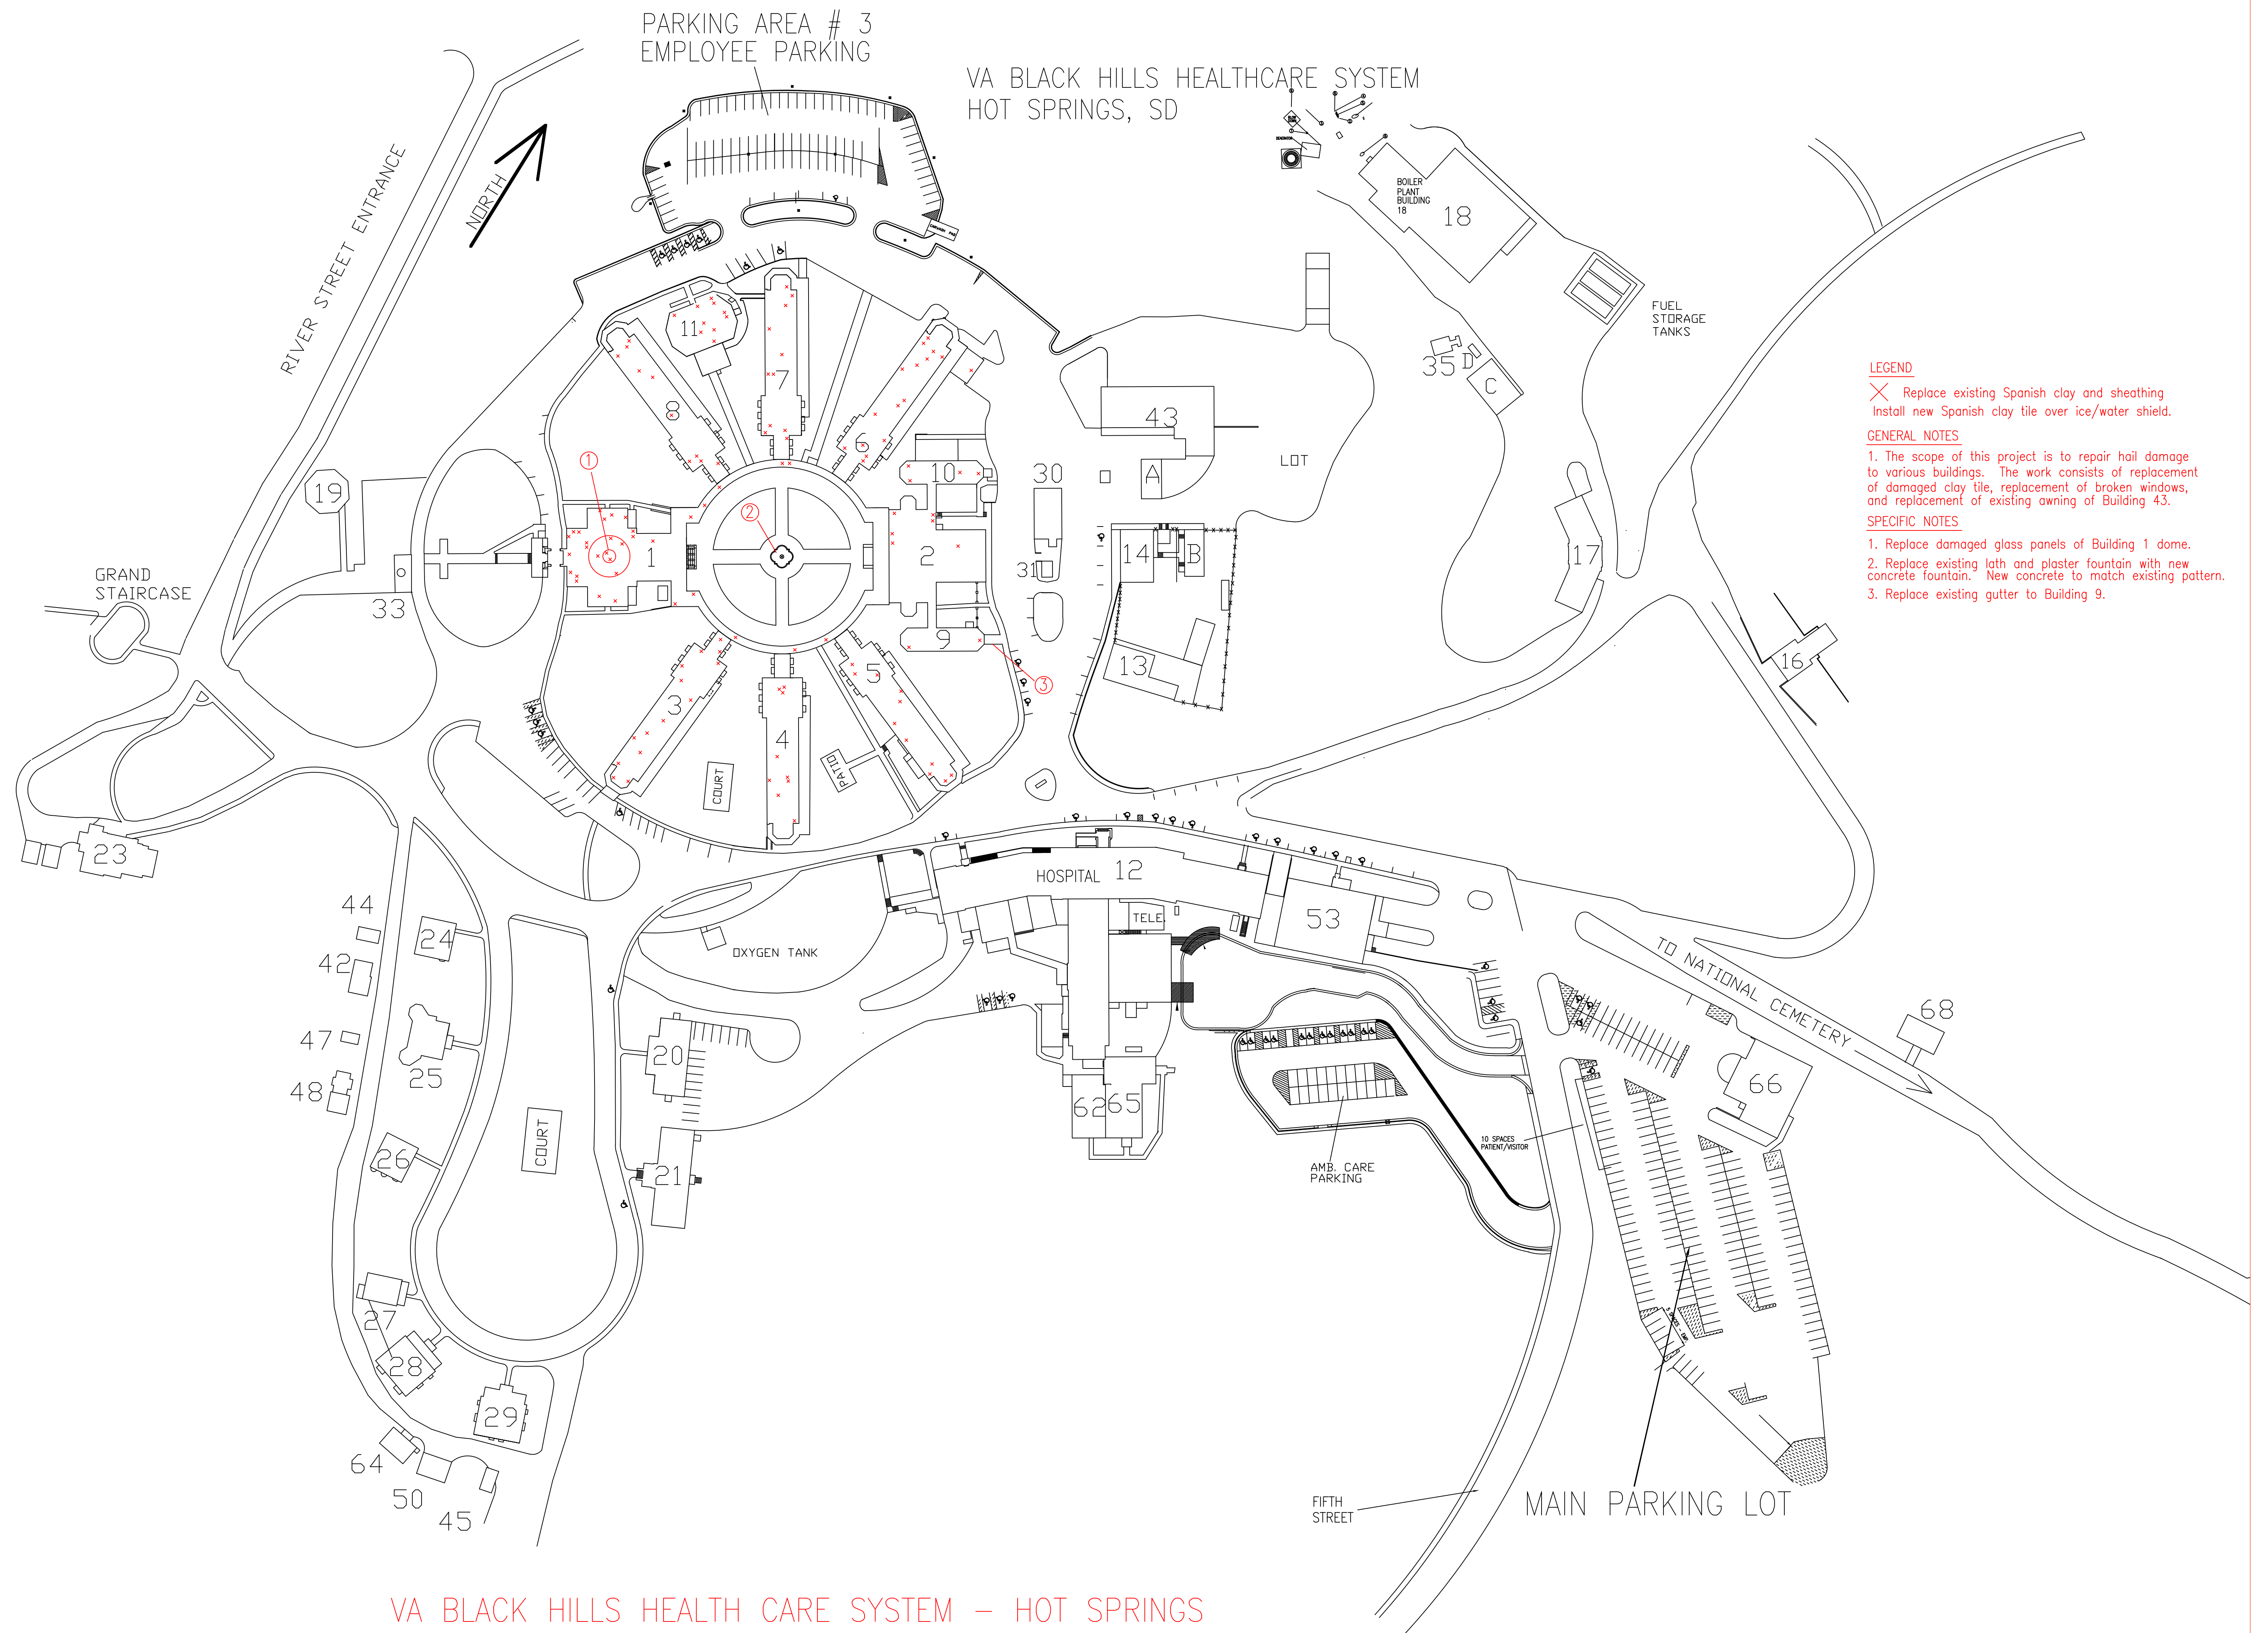 PARKING AREA # 3
EMPLOYEE PARKING
VA BLACK HILLS HEALTHCARE SYSTEM
HOT SPRINGS, SD
RIVER STREET ENTRANCE
NORTH
BOILER
PLANT
BUILDING
18
18
FUEL
STORAGE
TANKS
11
7
8
6
35
D
C
43
LOT
A
LEGEND
Replace existing Spanish clay and sheathing
Install new Spanish clay tile over ice/water shield.
GENERAL NOTES
1. The scope of this project is to repair hail damage
to various buildings. The work consists of replacement
of damaged clay tile, replacement of broken windows,
and replacement of existing awning of Building 43.
SPECIFIC NOTES
1. Replace damaged glass panels of Building 1 dome.
2. Replace existing lath and plaster fountain with new
concrete fountain. New concrete to match existing pattern.
3. Replace existing gutter to Building 9.
1
10
30
19
2
1
2
14
B
17
31
GRAND
STAIRCASE
33
9
5
3
13
16
3
4
PATIO
COURT
23
HOSPITAL 12
TELE.
53
44
24
42
OXYGEN TANK
TO NATIONAL CEMETERY
68
47
25
20
48
62
65
66
COURT
26
21
10 SPACES
PATIENT/VISITOR
AMB. CARE
PARKING
27
28
29
64
50
45
FIFTH
STREET
MAIN PARKING LOT
VA BLACK HILLS HEALTH CARE SYSTEM - HOT SPRINGS